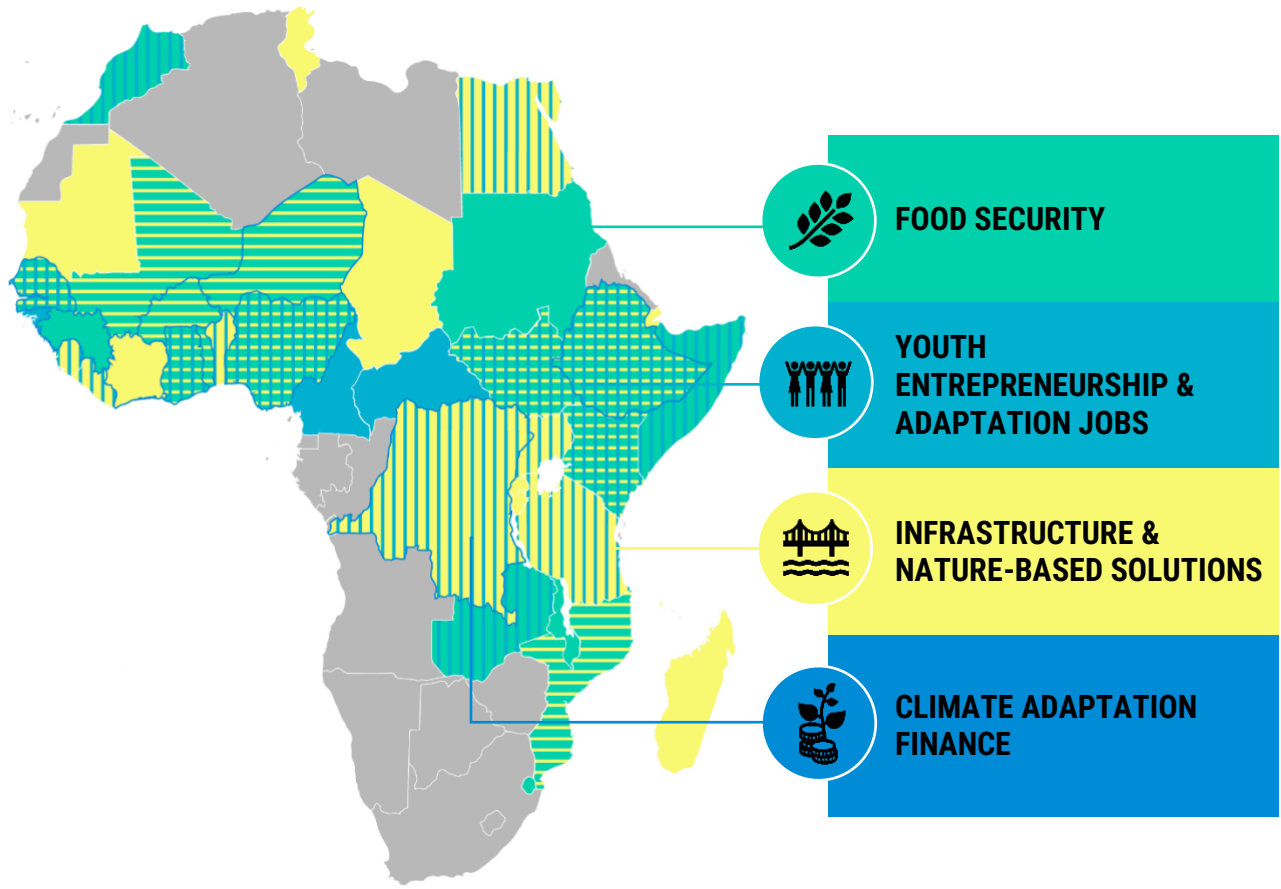 FOOD SECURITY
YOUTH
ENTREPRENEURSHIP &
ADAPTATION JOBS
INFRASTRUCTURE &
NATURE-BASED SOLUTIONS
CLIMATE ADAPTATION
FINANCE